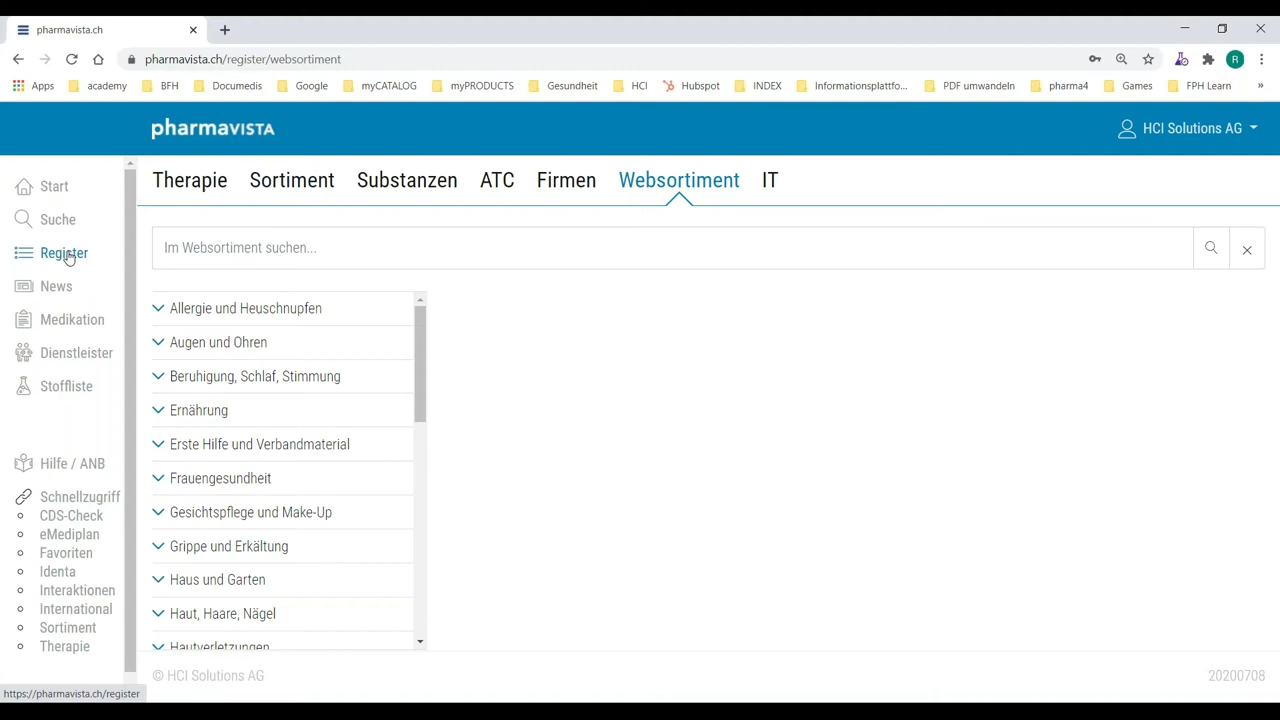 pharmavista.ch
pharmavista.ch/register/websortiment
R
Apps academy BFH Documedis Google myCATALOG myPRODUCTS Gesundheit HCI Hubspot INDEX Informationsplattfo... PDF umwandeln pharma4 Games FPH Learn »
pharmaVISTA
HCI Solutions AG
Start
Suche
Register
News
Medikation
Dienstleister
Stoffliste
Hilfe / ANB
Schnellzugriff
CDS-Check
eMediplan
Favoriten
Identa
Interaktionen
International
Sortiment
Therapie
Therapie Sortiment Substanzen ATC Firmen Websortiment IT
Im Websortiment suchen...
Allergie und Heuschnupfen
Augen und Ohren
Beruhigung, Schlaf, Stimmung
Ernährung
Erste Hilfe und Verbandmaterial
Frauengesundheit
Gesichtspflege und Make-Up
Grippe und Erkältung
Haus und Garten
Haut, Haare, Nägel
Hautverletzungen
© HCI Solutions AG
20200708
https://pharmavista.ch/register